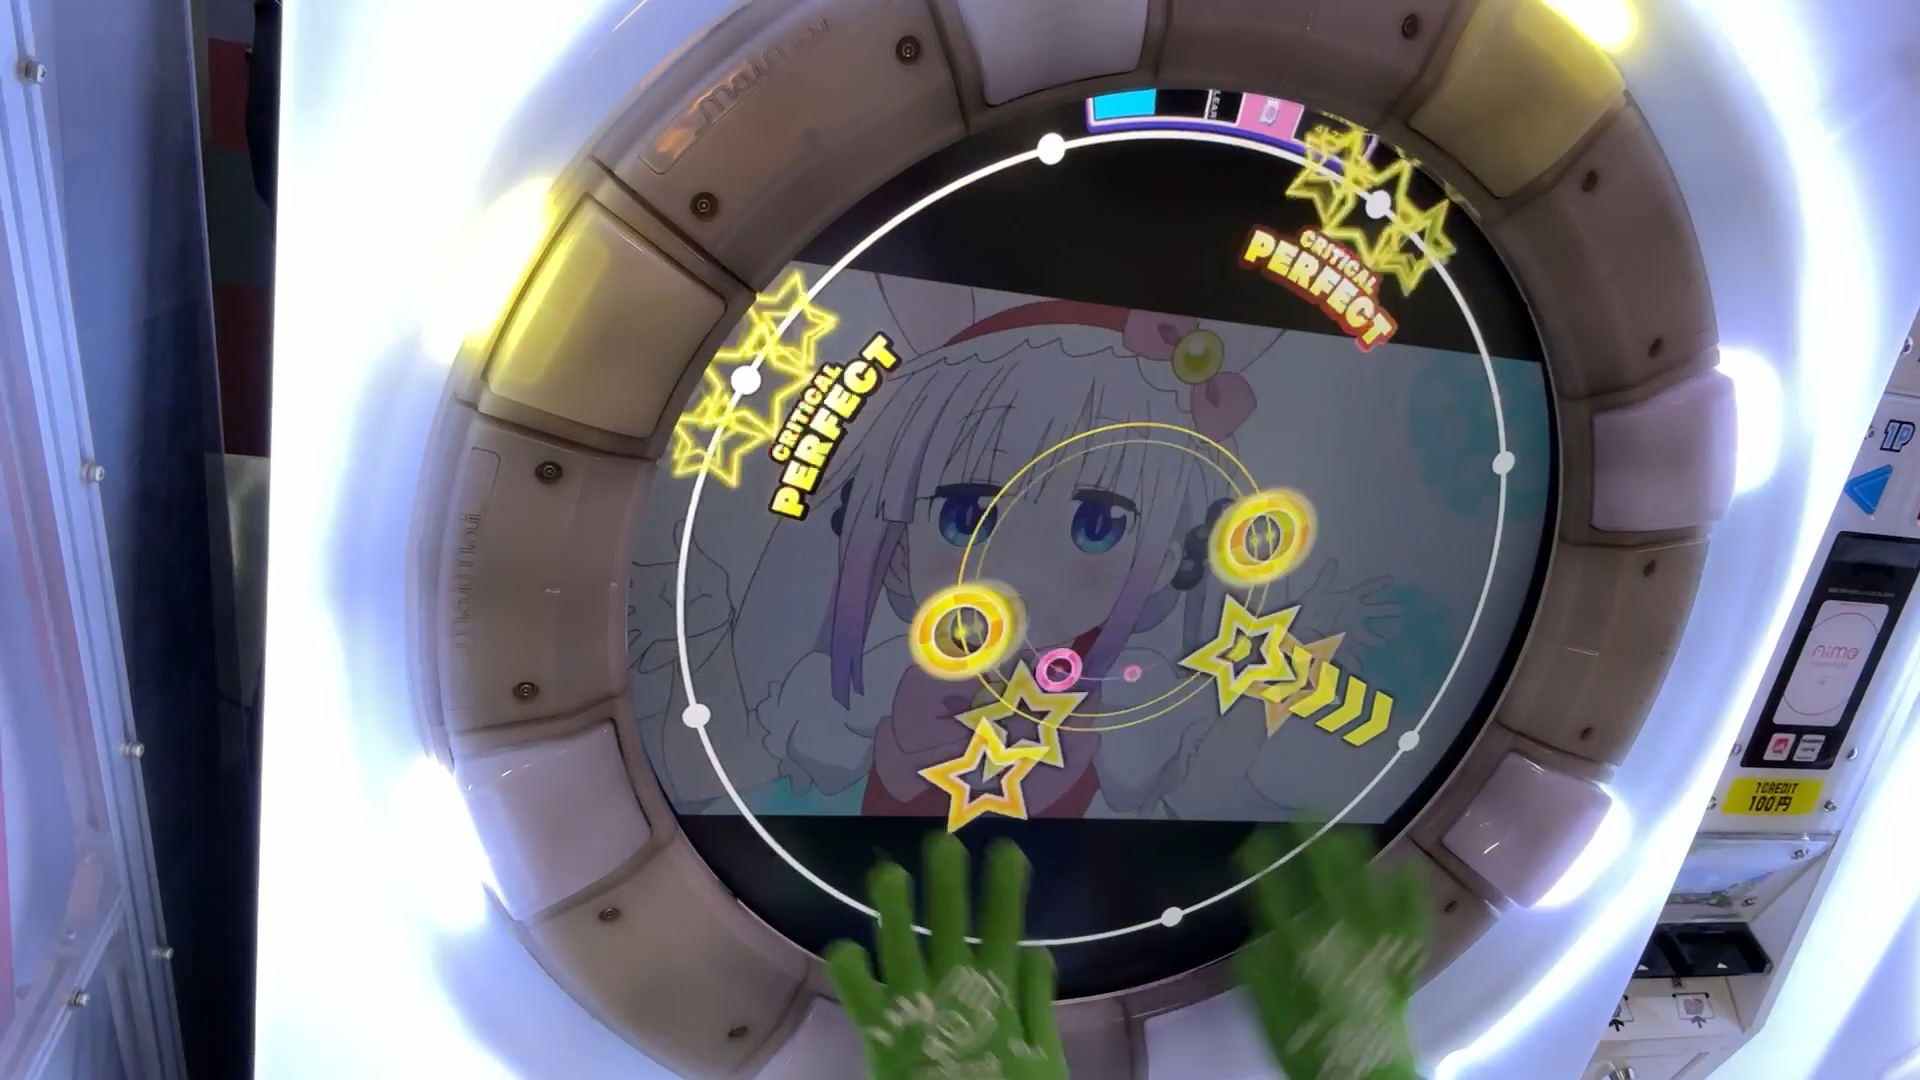 maimai
CRITICAL
PERFECT
CRITICAL
PERFECT
1P
Aime
1CREDIT
100円